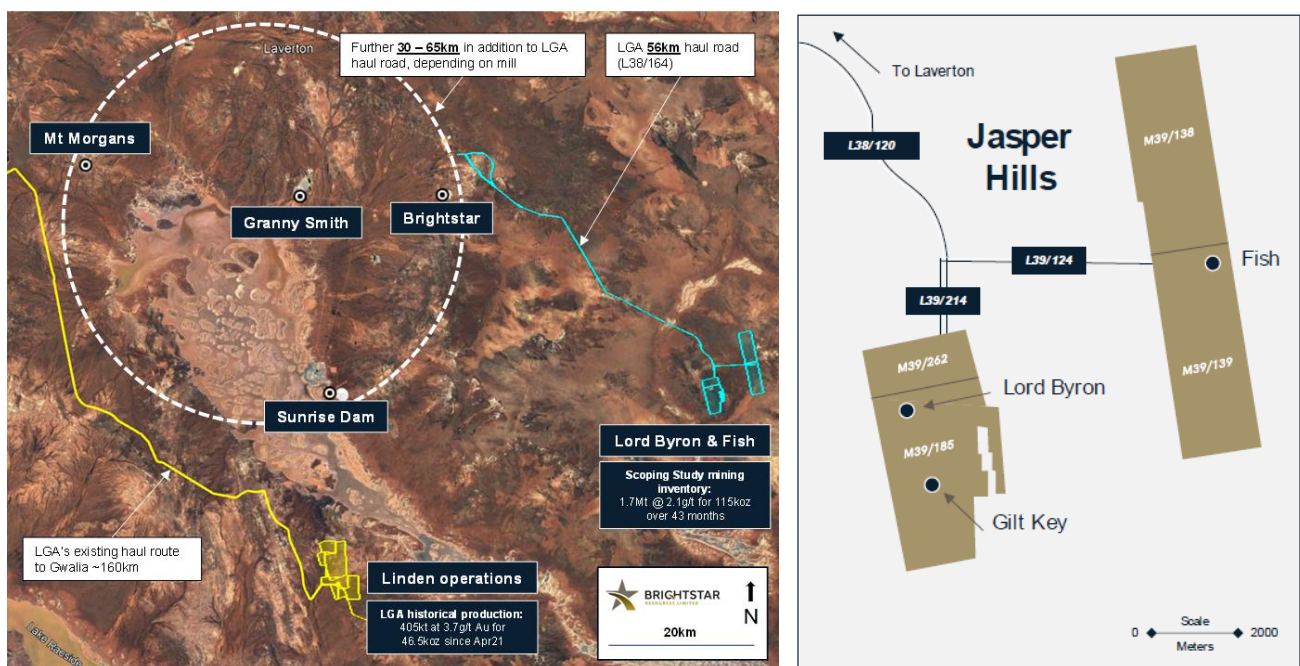 Laverton
Further 30 – 65km in addition to LGA
haul road, depending on mill
LGA 56km haul road
(L38/164)
Mt Morgans
Granny Smith
Brightstar
Sunrise Dam
Lord Byron & Fish
Scoping Study mining
inventory:
1.7Mt @ 2.1g/t for 115koz
over 43 months
LGA's existing haul route
to Gwalia ~160km
Linden operations
LGA historical production:
405kt at 3.7g/t Au for
46.5koz since Apr21
BRIGHTSTAR
RESOURCES LIMITED
N
20km
Lake Raeside
To Laverton
L38/120
Jasper
Hills
M39/138
L39/124
Fish
L39/214
M39/262
M39/139
Lord Byron
M39/185
Gilt Key
Scale
0 2000
Meters